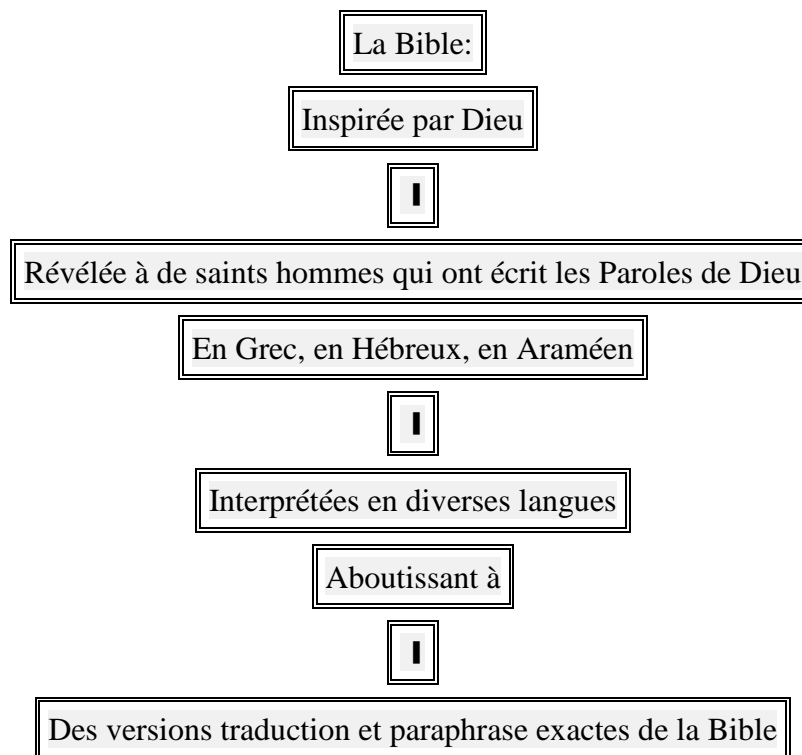 La Bible:
Inspirée par Dieu
I
Révélée à de saints hommes qui ont écrit les Paroles de Dieu
En Grec, en Hébreux, en Araméen
I
Interprétées en diverses langues
Aboutissant à
I
Des versions traduction et paraphrase exactes de la Bible